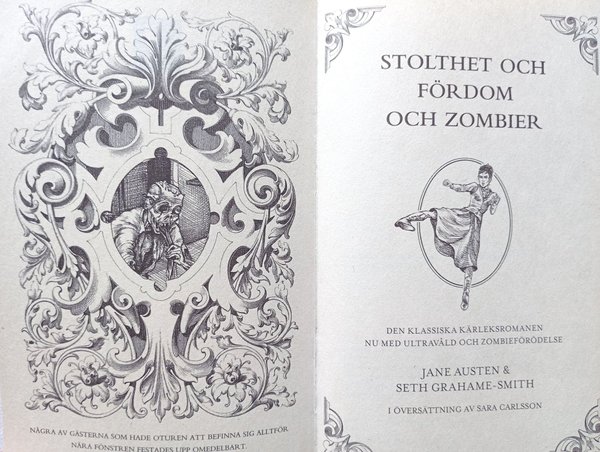 NÅGRA AV GÄSTERNA SOM HADE OTUREN ATT BEFINNA SIG ALLTFÖR
NÄRA FÖNSTREN FESTADES UPP OMEDELBART.
STOLTHET OCH
FÖRDOM
OCH ZOMBIER
DEN KLASSISKA KÄRLEKSROMANEN
NU MED ULTRAVÅLD OCH ZOMBIEFÖRÖDELSE
JANE AUSTEN &
SETH GRAHAME-SMITH
I ÖVERSÄTTNING AV SARA CARLSSON